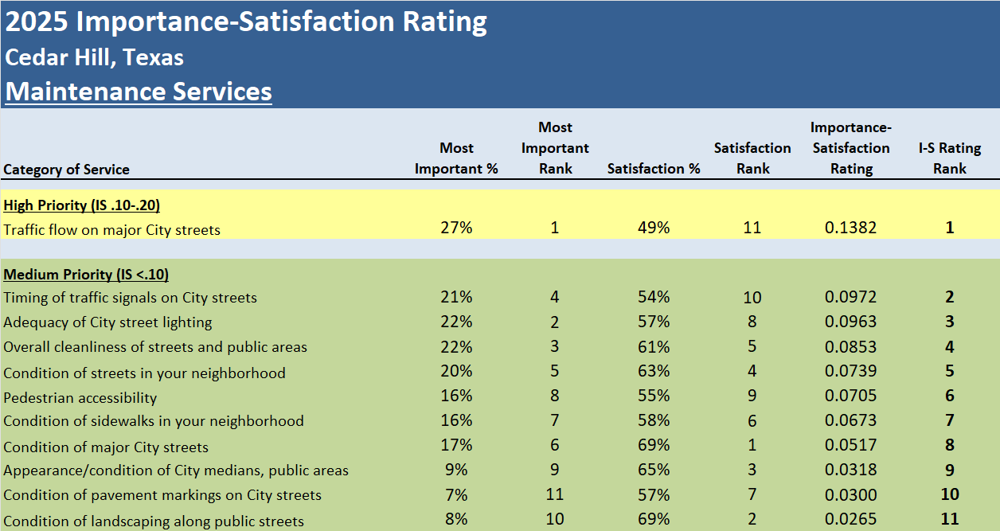 2025 Importance-Satisfaction Rating
Cedar Hill, Texas
Maintenance Services
Category of Service Most Important % Most Important Rank Satisfaction % Satisfaction Rank Importance-Satisfaction Rating I-S Rating Rank
High Priority (IS .10-.20)
Traffic flow on major City streets 27% 1 49% 11 0.1382 1
Medium Priority (IS <.10)
Timing of traffic signals on City streets 21% 4 54% 10 0.0972 2
Adequacy of City street lighting 22% 2 57% 8 0.0963 3
Overall cleanliness of streets and public areas 22% 3 61% 5 0.0853 4
Condition of streets in your neighborhood 20% 5 63% 4 0.0739 5
Pedestrian accessibility 16% 8 55% 9 0.0705 6
Condition of sidewalks in your neighborhood 16% 7 58% 6 0.0673 7
Condition of major City streets 17% 6 69% 1 0.0517 8
Appearance/condition of City medians, public areas 9% 9 65% 3 0.0318 9
Condition of pavement markings on City streets 7% 11 57% 7 0.0300 10
Condition of landscaping along public streets 8% 10 69% 2 0.0265 11